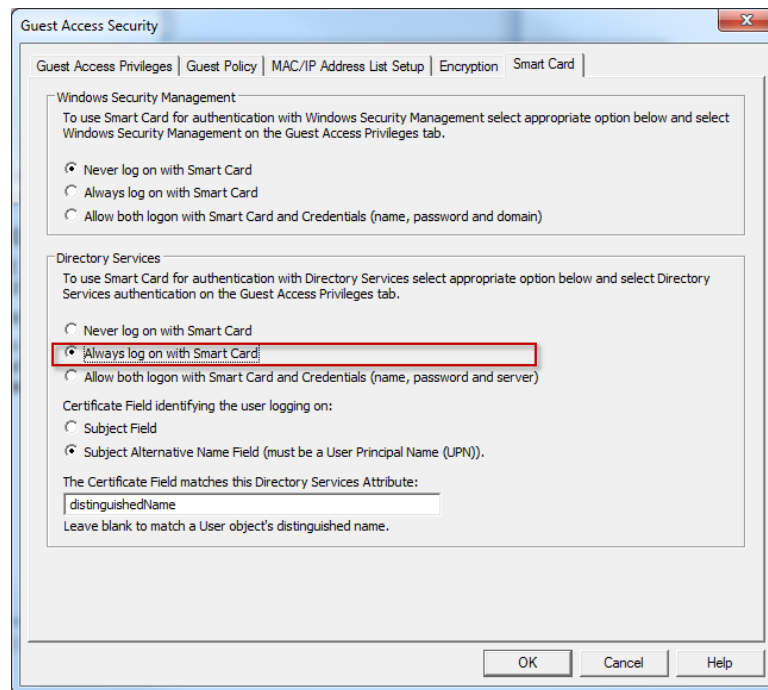 Guest Access Security
Guest Access Privileges
Guest Policy
MAC/IP Address List Setup
Encryption
Smart Card
Windows Security Management
To use Smart Card for authentication with Windows Security Management select appropriate option below and select
Windows Security Management on the Guest Access Privileges tab.
Never log on with Smart Card
Always log on with Smart Card
Allow both logon with Smart Card and Credentials (name, password and domain)
Directory Services
To use Smart Card for authentication with Directory Services select appropriate option below and select Directory
Services authentication on the Guest Access Privileges tab.
Never log on with Smart Card
Always log on with Smart Card
Allow both logon with Smart Card and Credentials (name, password and server)
Certificate Field identifying the user logging on:
Subject Field
Subject Alternative Name Field (must be a User Principal Name (UPN)).
The Certificate Field matches this Directory Services Attribute:
distinguishedName
Leave blank to match a User object's distinguished name.
OK
Cancel
Help